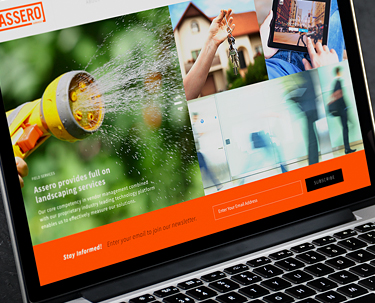 ASSERO
FIELD SERVICES
Assero provides full on
landscaping services
Our core competency in vendor management combined
with our proprietary industry leading technology platform
enables us to effectively measure our solutions.
Stay informed! Enter your email to join our newsletter.
Enter Your Email Address
SUBSCRIBE